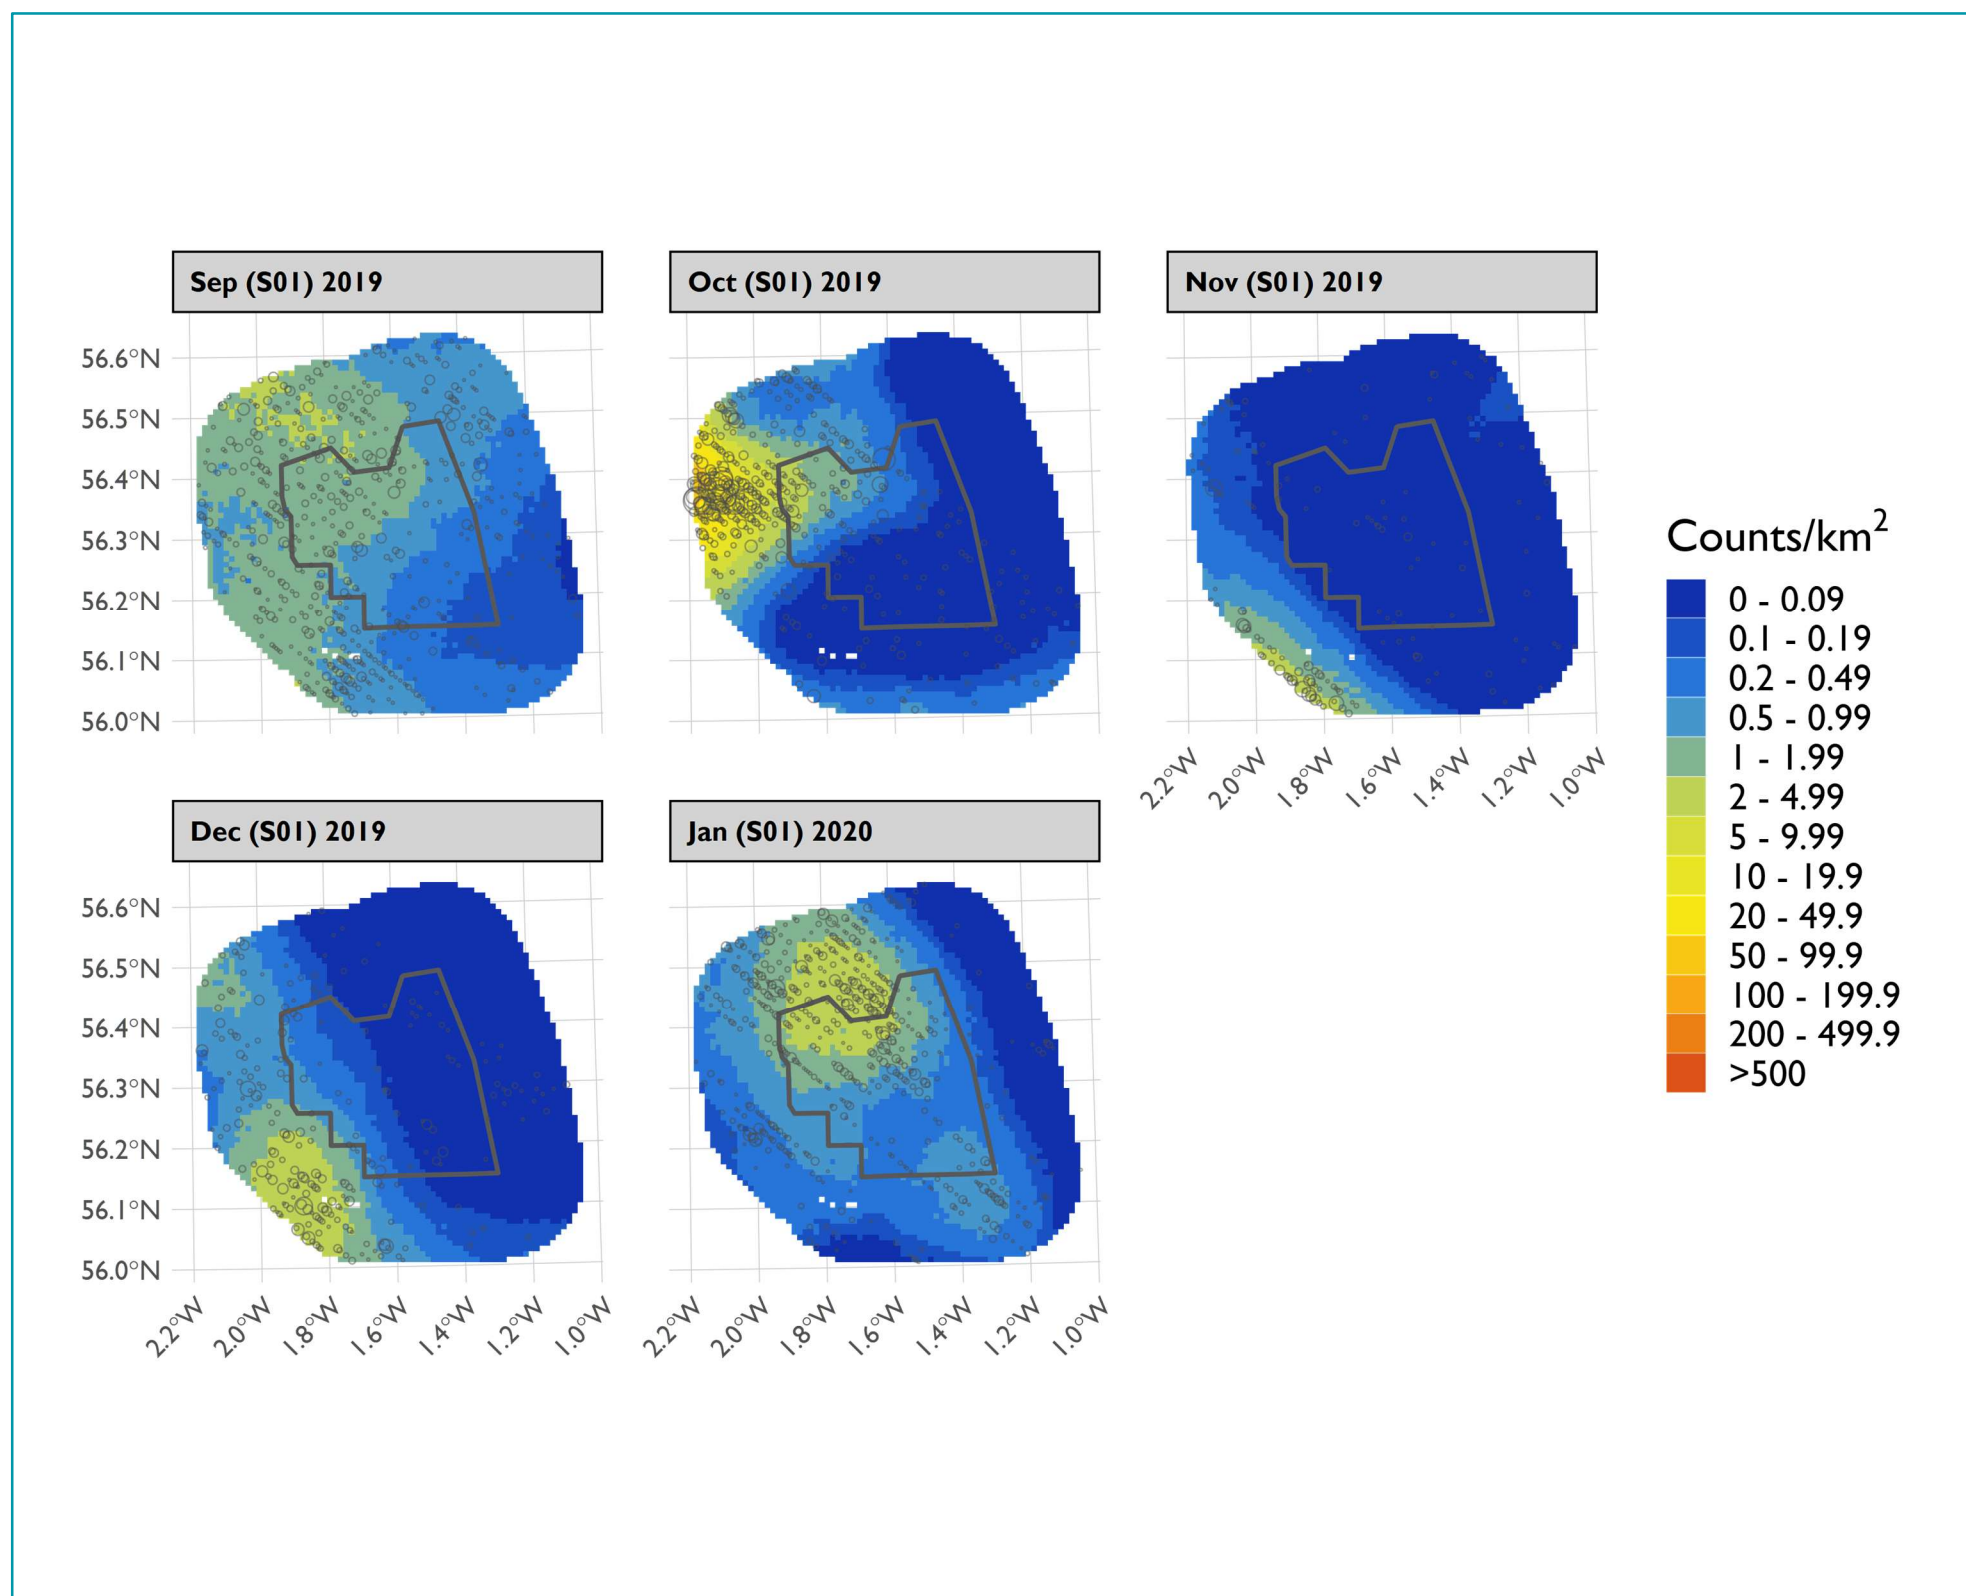 Sep (S01) 2019
Oct (S01) 2019
Nov (S01) 2019
56.6°N
56.5°N
56.4°N
56.3°N
56.2°N
56.1°N
56.0°N
2.2°W 2.0°W 1.8°W 1.6°W 1.4°W 1.2°W 1.0°W
Dec (S01) 2019
Jan (S01) 2020
56.6°N
56.5°N
56.4°N
56.3°N
56.2°N
56.1°N
56.0°N
2.2°W 2.0°W 1.8°W 1.6°W 1.4°W 1.2°W 1.0°W
2.2°W 2.0°W 1.8°W 1.6°W 1.4°W 1.2°W 1.0°W
Counts/km²
0 - 0.09
0.1 - 0.19
0.2 - 0.49
0.5 - 0.99
1 - 1.99
2 - 4.99
5 - 9.99
10 - 19.9
20 - 49.9
50 - 99.9
100 - 199.9
200 - 499.9
>500